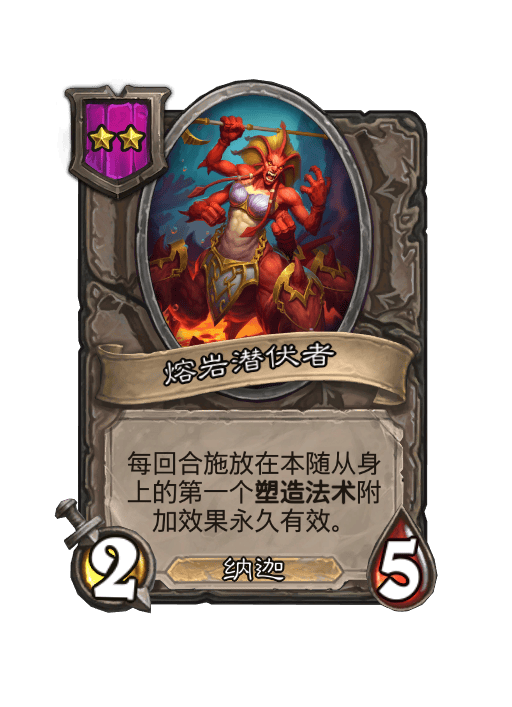 熔岩潜伏者
每回合施放在本随从身
上的第一个塑造法术附
加效果永久有效。
2
纳迦
5